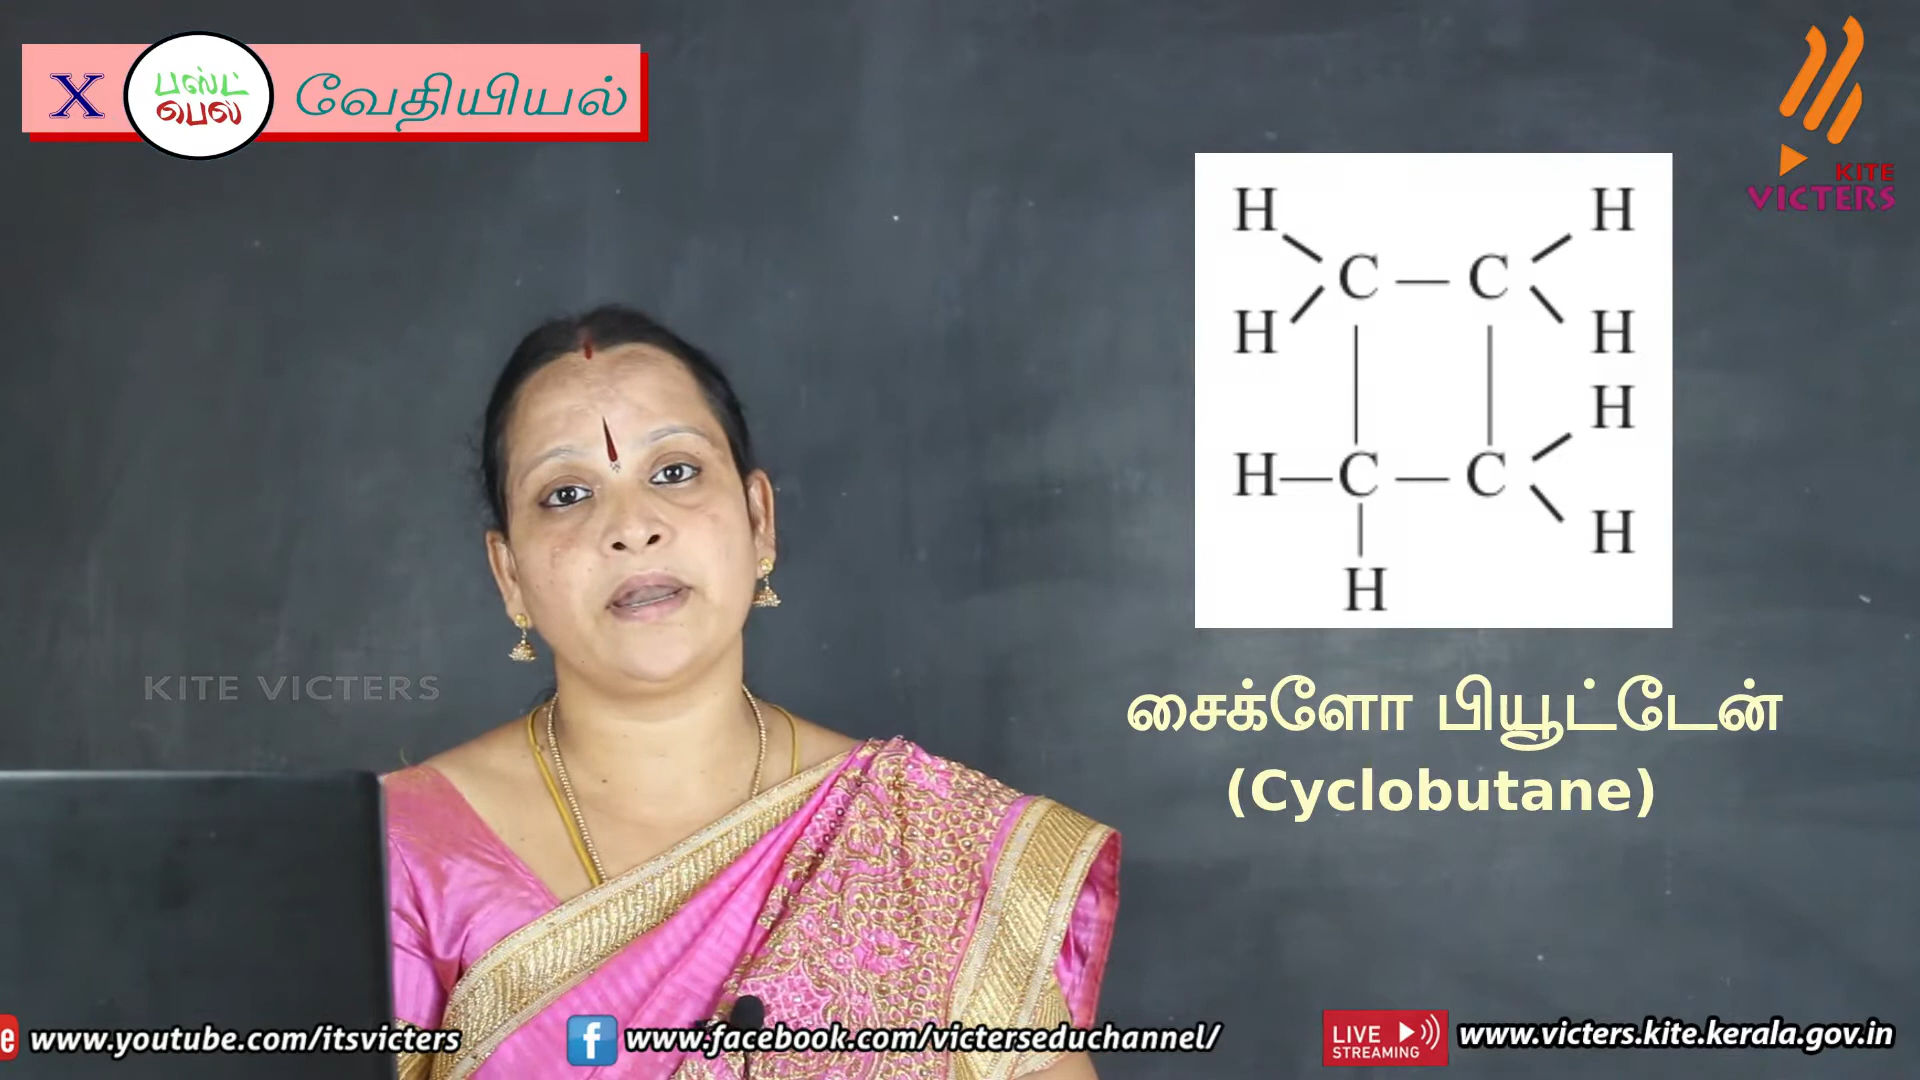 X பஸ்ட் பெல் வேதியியல்
KITE
VICTERS
H H
C — C
H H
H
H — C — C
H
H
KITE VICTERS
சைக்ளோ பியூட்டேன்
(Cyclobutane)
www.youtube.com/itsvicters
www.facebook.com/victerseduchannel/
LIVE STREAMING
www.victers.kite.kerala.gov.in